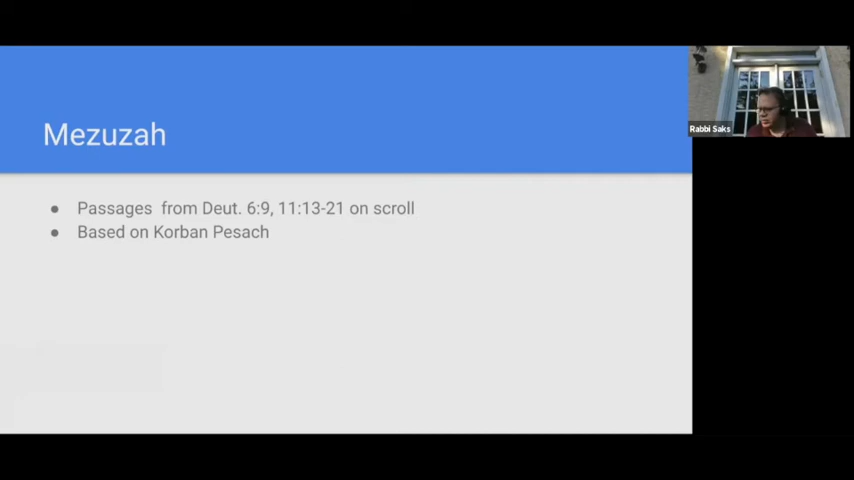 Mezuzah
Rabbi Saks
● Passages from Deut. 6:9, 11:13-21 on scroll
● Based on Korban Pesach